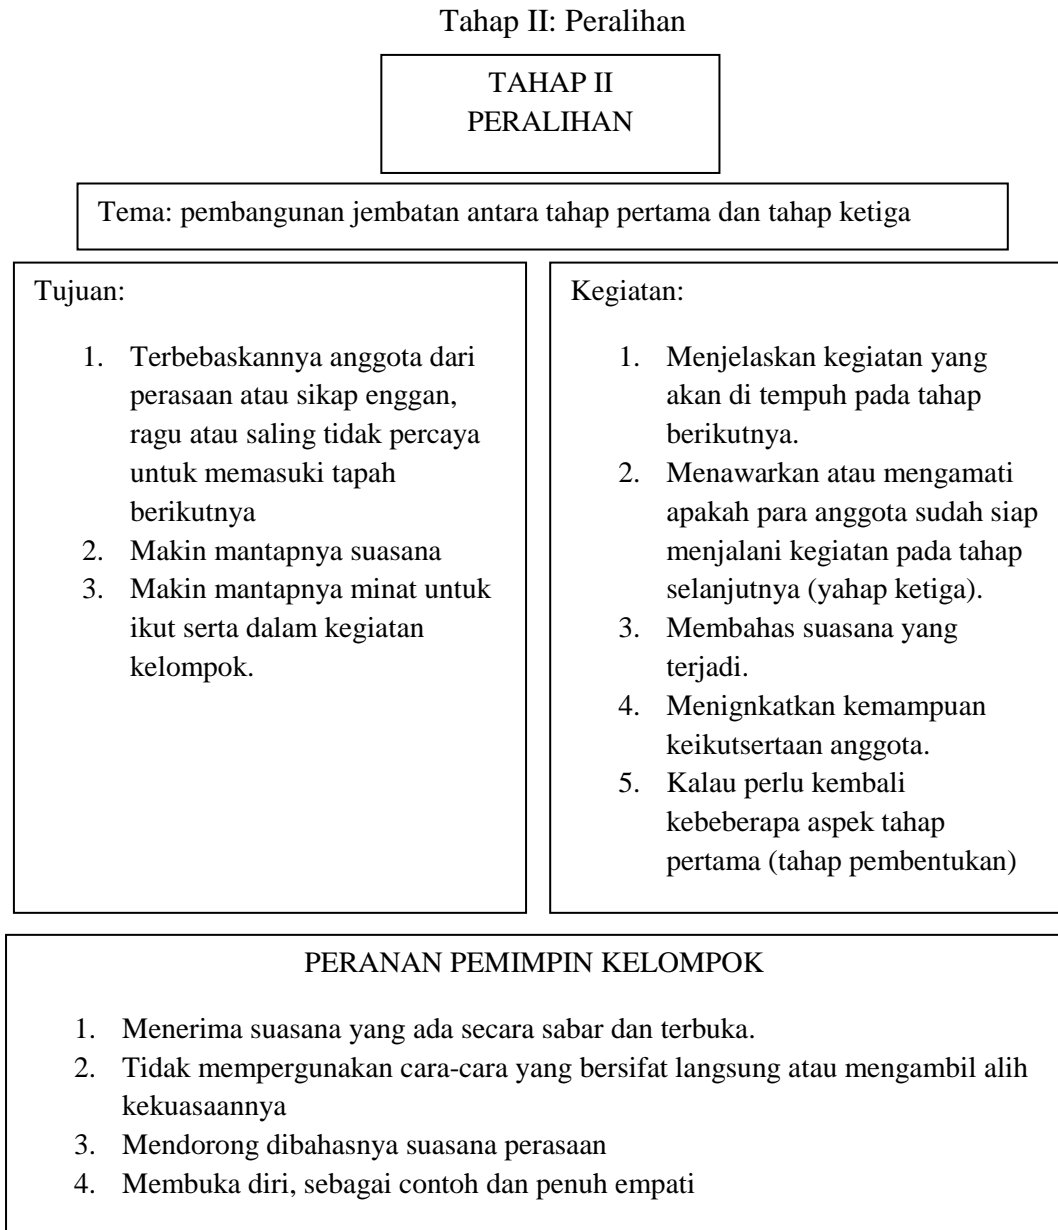 Tahap II: Peralihan
TAHAP II
PERALIHAN
Tema: pembangunan jembatan antara tahap pertama dan tahap ketiga
Tujuan:
1. Terbebaskannya anggota dari
perasaan atau sikap enggan,
ragu atau saling tidak percaya
untuk memasuki tapah
berikutnya
2. Makin mantapnya suasana
3. Makin mantapnya minat untuk
ikut serta dalam kegiatan
kelompok.
Kegiatan:
1. Menjelaskan kegiatan yang
akan di tempuh pada tahap
berikutnya.
2. Menawarkan atau mengamati
apakah para anggota sudah siap
menjalani kegiatan pada tahap
selanjutnya (yahap ketiga).
3. Membahas suasana yang
terjadi.
4. Menignkatkan kemampuan
keikutsertaan anggota.
5. Kalau perlu kembali
kebeberapa aspek tahap
pertama (tahap pembentukan)
PERANAN PEMIMPIN KELOMPOK
1. Menerima suasana yang ada secara sabar dan terbuka.
2. Tidak mempergunakan cara-cara yang bersifat langsung atau mengambil alih
kekuasaannya
3. Mendorong dibahasnya suasana perasaan
4. Membuka diri, sebagai contoh dan penuh empati